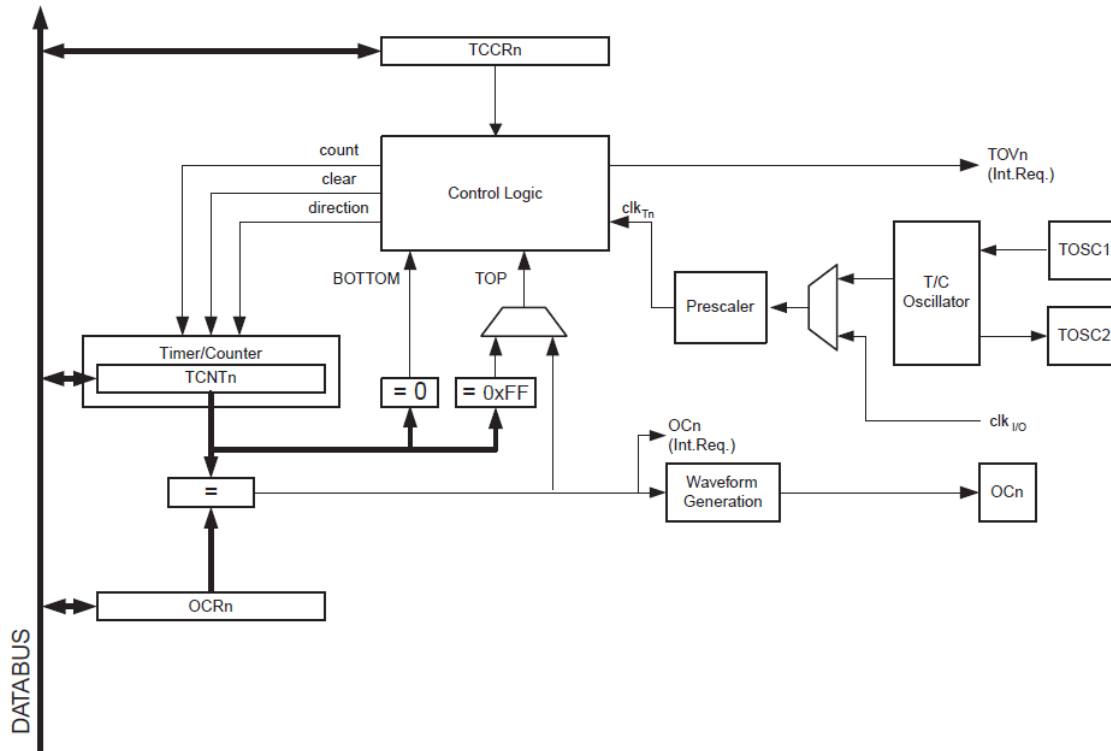 TCCRn
count
clear
direction
Control Logic
TOVn
(Int.Req.)
clkTn
BOTTOM
TOP
TOSC1
T/C
Oscillator
Prescaler
TOSC2
Timer/Counter
TCNTn
= 0
= 0xFF
clkI/O
OCn
(Int.Req.)
=
Waveform
Generation
OCn
OCRn
DATABUS